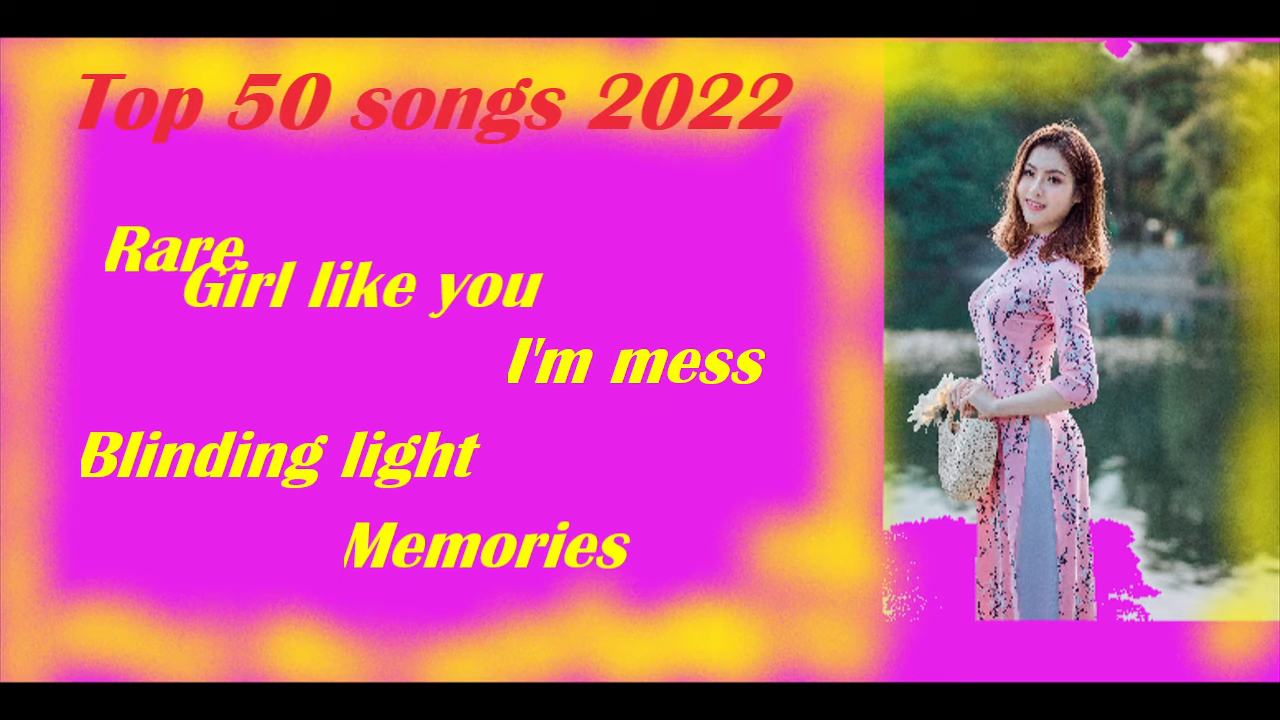 Top 50 songs 2022
Rare
Girl like you
I'm mess
Blinding light
Memories